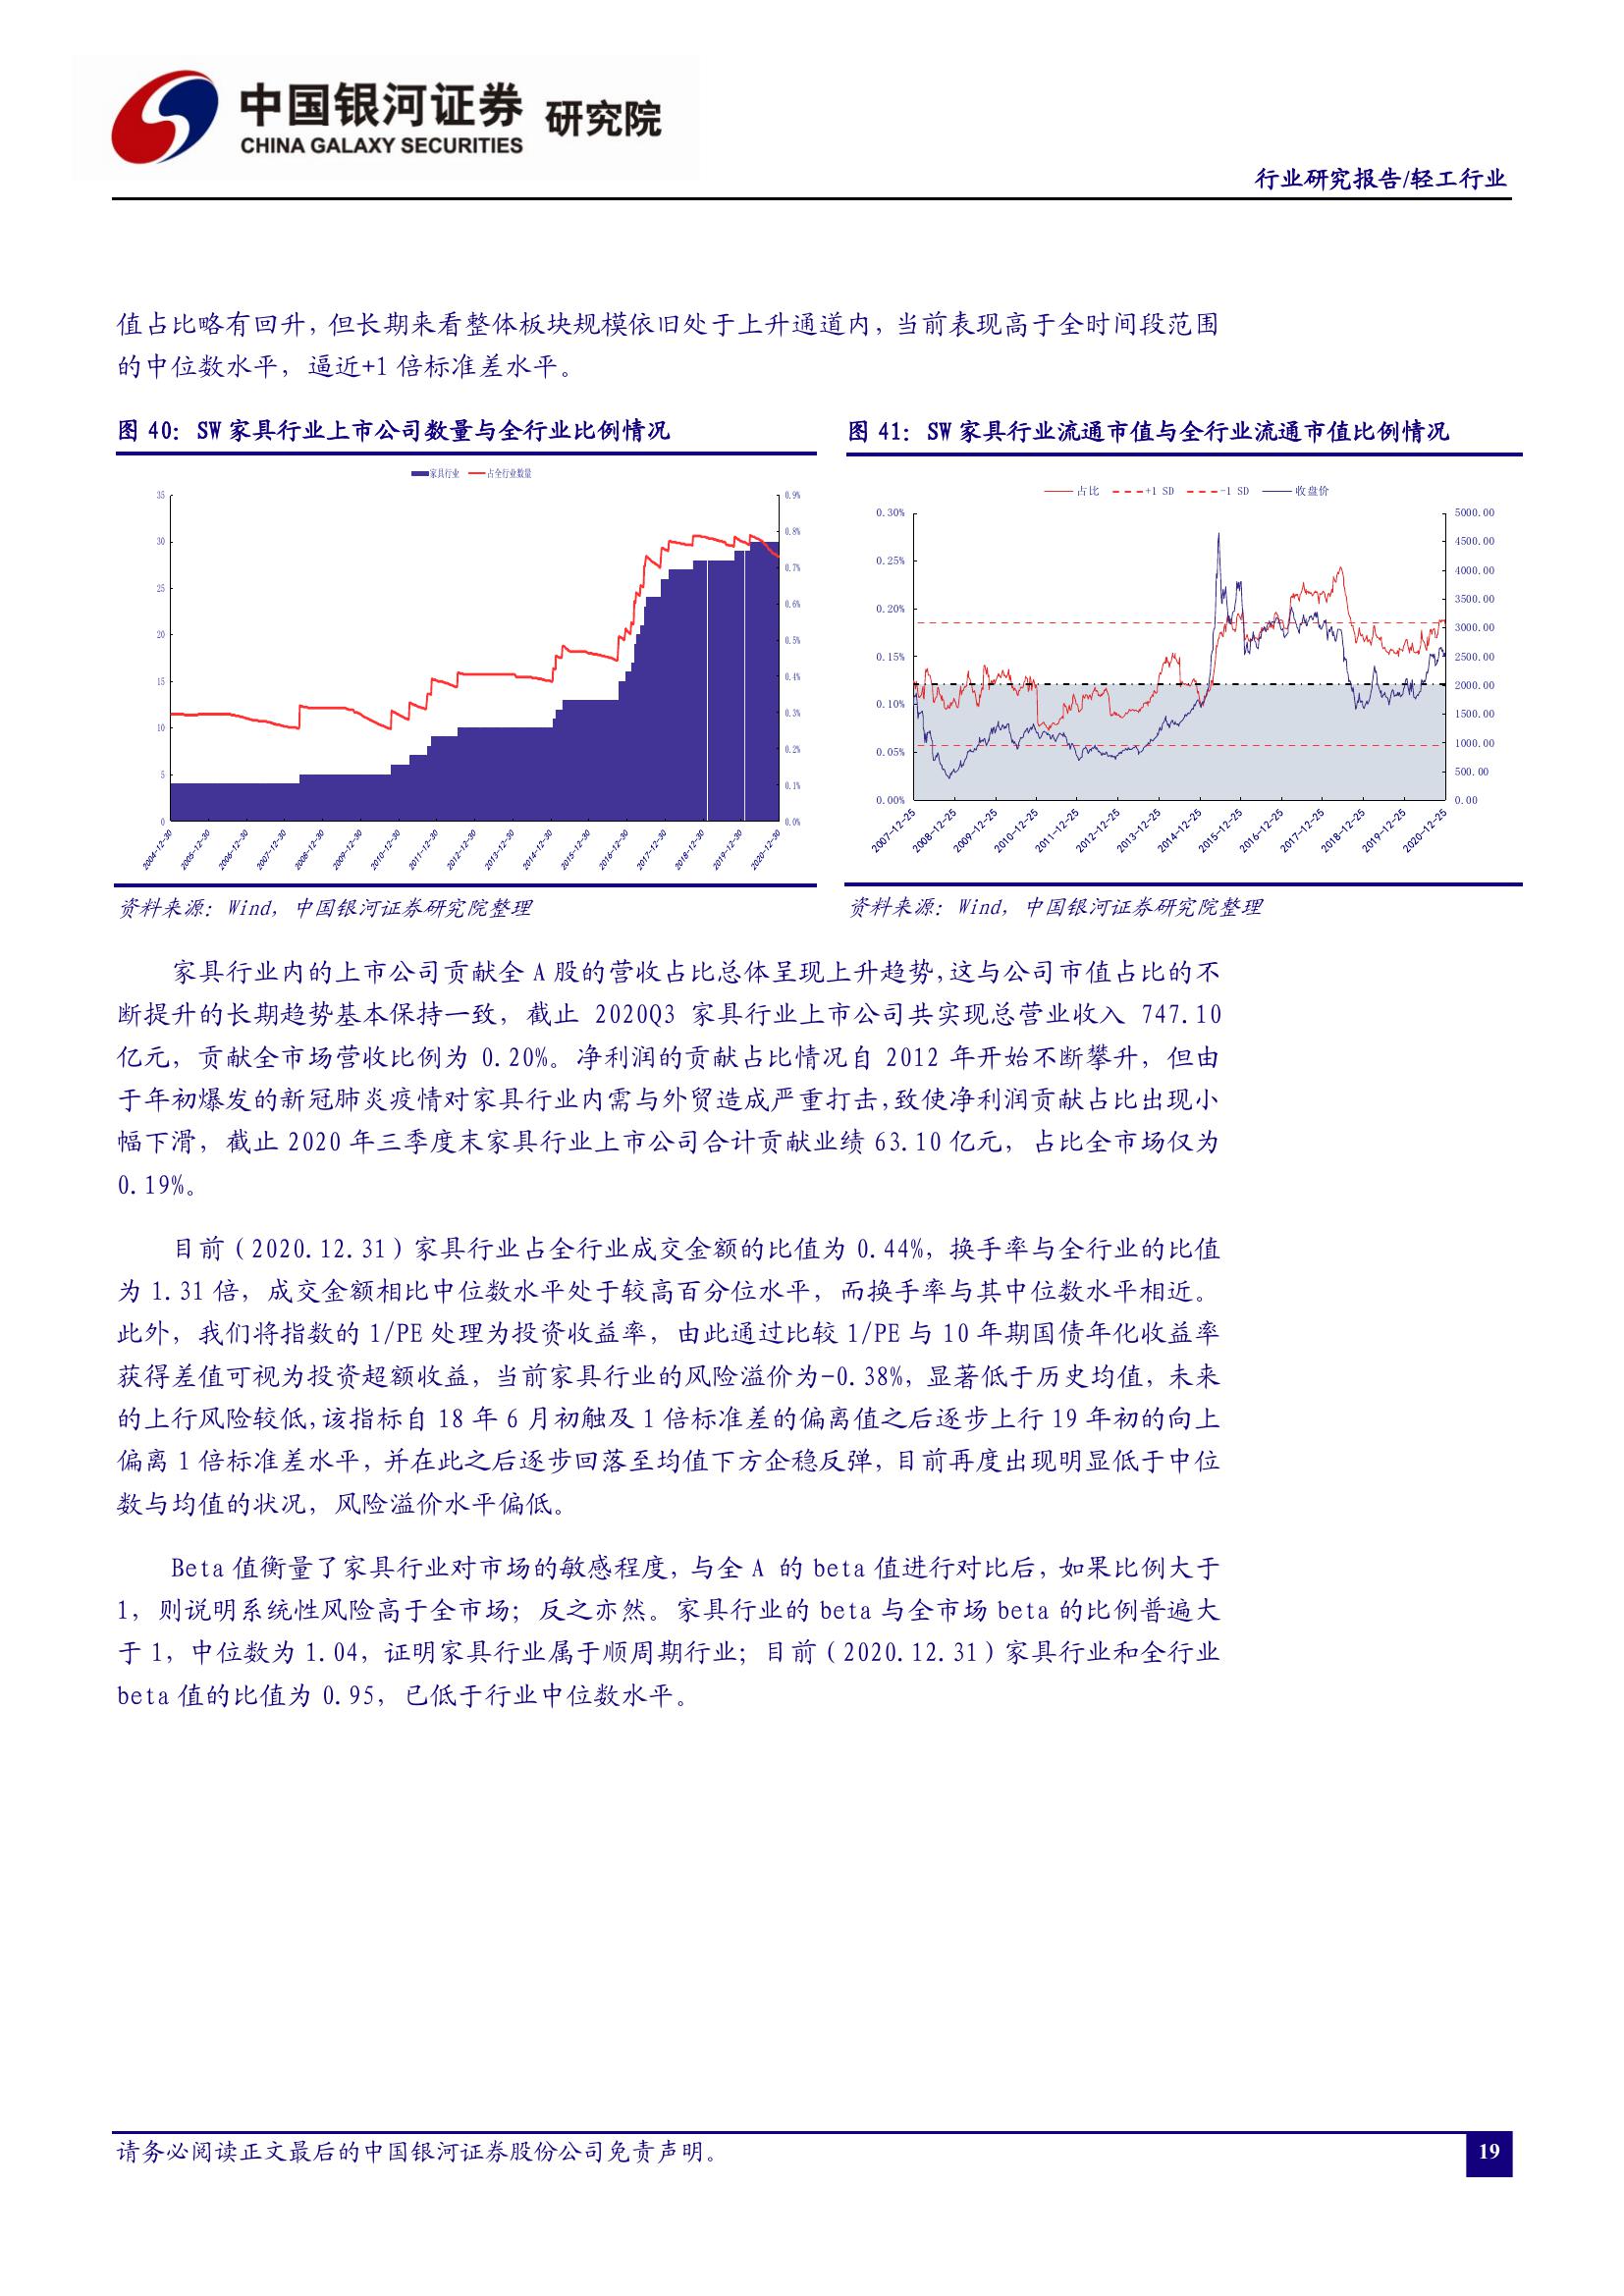 中国银河证券 研究院
CHINA GALAXY SECURITIES
行业研究报告/轻工行业
值占比略有回升，但长期来看整体板块规模依旧处于上升通道内，当前表现高于全时间段范围
的中位数水平，逼近+1 倍标准差水平。
图 40：SW 家具行业上市公司数量与全行业比例情况
家具行业 占全行业数量
35
30
25
20
15
10
5
0
0.9%
0.8%
0.7%
0.6%
0.5%
0.4%
0.3%
0.2%
0.1%
0.0%
2004-12-30
2005-12-30
2006-12-30
2007-12-30
2008-12-30
2009-12-30
2010-12-30
2011-12-30
2012-12-30
2013-12-30
2014-12-30
2015-12-30
2016-12-30
2017-12-30
2018-12-30
2019-12-30
2020-12-30
资料来源：Wind，中国银河证券研究院整理
图 41：SW 家具行业流通市值与全行业流通市值比例情况
占比 +1 SD -1 SD 收盘价
0.30%
0.25%
0.20%
0.15%
0.10%
0.05%
0.00%
5000.00
4500.00
4000.00
3500.00
3000.00
2500.00
2000.00
1500.00
1000.00
500.00
0.00
2007-12-25
2008-12-25
2009-12-25
2010-12-25
2011-12-25
2012-12-25
2013-12-25
2014-12-25
2015-12-25
2016-12-25
2017-12-25
2018-12-25
2019-12-25
2020-12-25
资料来源：Wind，中国银河证券研究院整理
家具行业内的上市公司贡献全 A 股的营收占比总体呈现上升趋势，这与公司市值占比的不
断提升的长期趋势基本保持一致，截止 2020Q3 家具行业上市公司共实现总营业收入 747.10
亿元，贡献全市场营收比例为 0.20%。净利润的贡献占比情况自 2012 年开始不断攀升，但由
于年初爆发的新冠肺炎疫情对家具行业内需与外贸造成严重打击，致使净利润贡献占比出现小
幅下滑，截止 2020 年三季度末家具行业上市公司合计贡献业绩 63.10 亿元，占比全市场仅为
0.19%。
目前（2020.12.31）家具行业占全行业成交金额的比值为 0.44%，换手率与全行业的比值
为 1.31 倍，成交金额相比中位数水平处于较高百分位水平，而换手率与其中位数水平相近。
此外，我们将指数的 1/PE 处理为投资收益率，由此通过比较 1/PE 与 10 年期国债年化收益率
获得差值可视为投资超额收益，当前家具行业的风险溢价为-0.38%，显著低于历史均值，未来
的上行风险较低，该指标自 18 年 6 月初触及 1 倍标准差的偏离值之后逐步上行 19 年初的向上
偏离 1 倍标准差水平，并在此之后逐步回落至均值下方企稳反弹，目前再度出现明显低于中位
数与均值的状况，风险溢价水平偏低。
Beta 值衡量了家具行业对市场的敏感程度，与全 A 的 beta 值进行对比后，如果比例大于
1，则说明系统性风险高于全市场；反之亦然。家具行业的 beta 与全市场 beta 的比例普遍大
于 1，中位数为 1.04，证明家具行业属于顺周期行业；目前（2020.12.31）家具行业和全行业
beta 值的比值为 0.95，已低于行业中位数水平。
请务必阅读正文最后的中国银河证券股份公司免责声明。
19